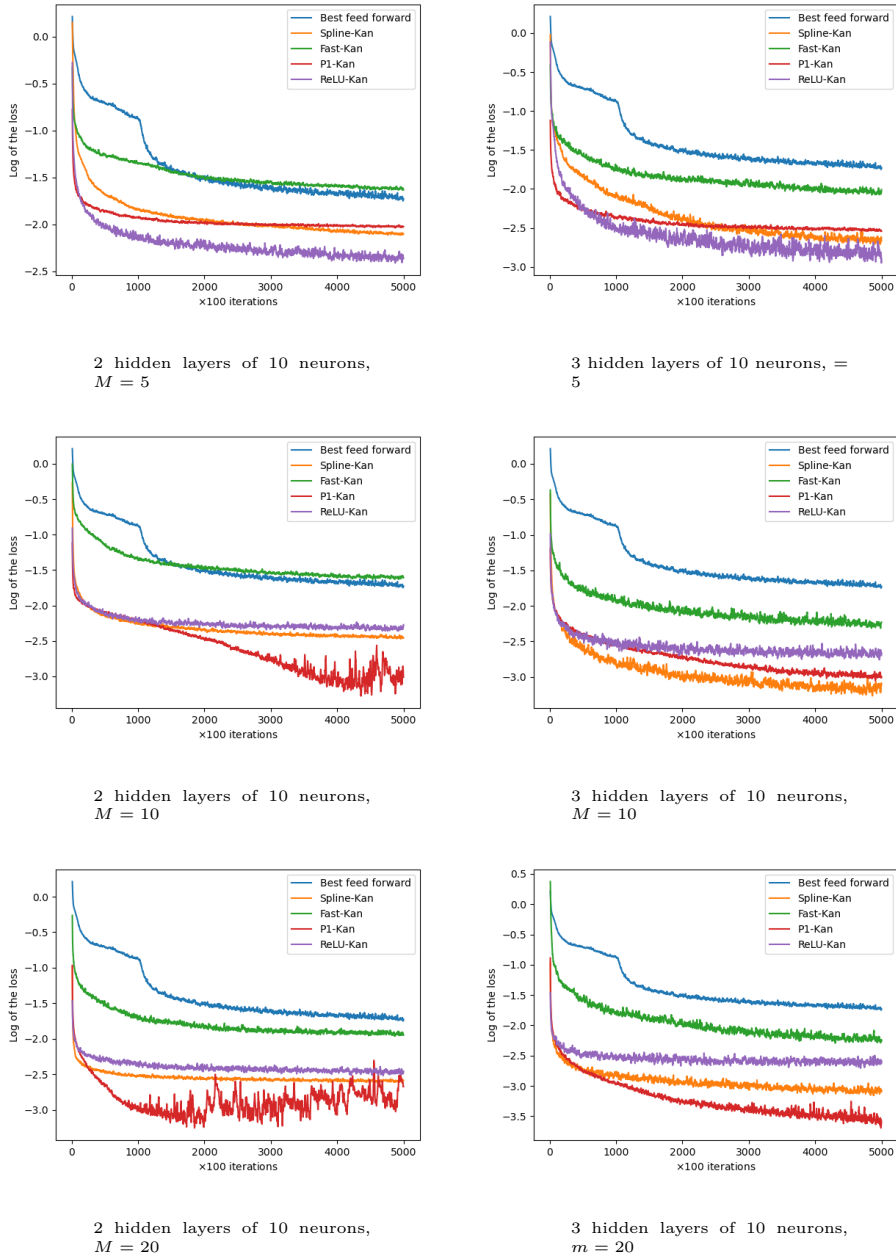 0.0
−0.5
−1.0
−1.5
−2.0
−2.5
Log of the loss
0 1000 2000 3000 4000 5000
×100 iterations
Best feed forward
Spline-Kan
Fast-Kan
P1-Kan
ReLU-Kan
2 hidden layers of 10 neurons,
M = 5
0.0
−0.5
−1.0
−1.5
−2.0
−2.5
−3.0
Log of the loss
0 1000 2000 3000 4000 5000
×100 iterations
Best feed forward
Spline-Kan
Fast-Kan
P1-Kan
ReLU-Kan
3 hidden layers of 10 neurons, =
5
0.0
−0.5
−1.0
−1.5
−2.0
−2.5
−3.0
Log of the loss
0 1000 2000 3000 4000 5000
×100 iterations
Best feed forward
Spline-Kan
Fast-Kan
P1-Kan
ReLU-Kan
2 hidden layers of 10 neurons,
M = 10
0.0
−0.5
−1.0
−1.5
−2.0
−2.5
−3.0
Log of the loss
0 1000 2000 3000 4000 5000
×100 iterations
Best feed forward
Spline-Kan
Fast-Kan
P1-Kan
ReLU-Kan
3 hidden layers of 10 neurons,
M = 10
0.0
−0.5
−1.0
−1.5
−2.0
−2.5
−3.0
Log of the loss
0 1000 2000 3000 4000 5000
×100 iterations
Best feed forward
Spline-Kan
Fast-Kan
P1-Kan
ReLU-Kan
2 hidden layers of 10 neurons,
M = 20
0.5
0.0
−0.5
−1.0
−1.5
−2.0
−2.5
−3.0
−3.5
Log of the loss
0 1000 2000 3000 4000 5000
×100 iterations
Best feed forward
Spline-Kan
Fast-Kan
P1-Kan
ReLU-Kan
3 hidden layers of 10 neurons,
m = 20